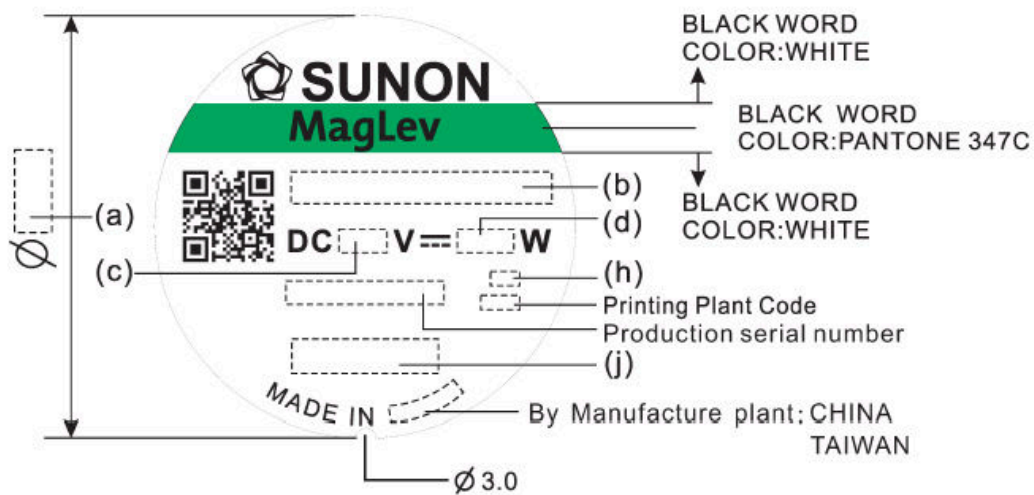 BLACK WORD
COLOR:WHITE
SUNON
MagLev
BLACK WORD
COLOR:PANTONE 347C
(a)
(b)
BLACK WORD
COLOR:WHITE
(d)
DC V W
Ø
(c)
(h)
Printing Plant Code
Production serial number
(j)
MADE IN
By Manufacture plant: CHINA
TAIWAN
Ø 3.0